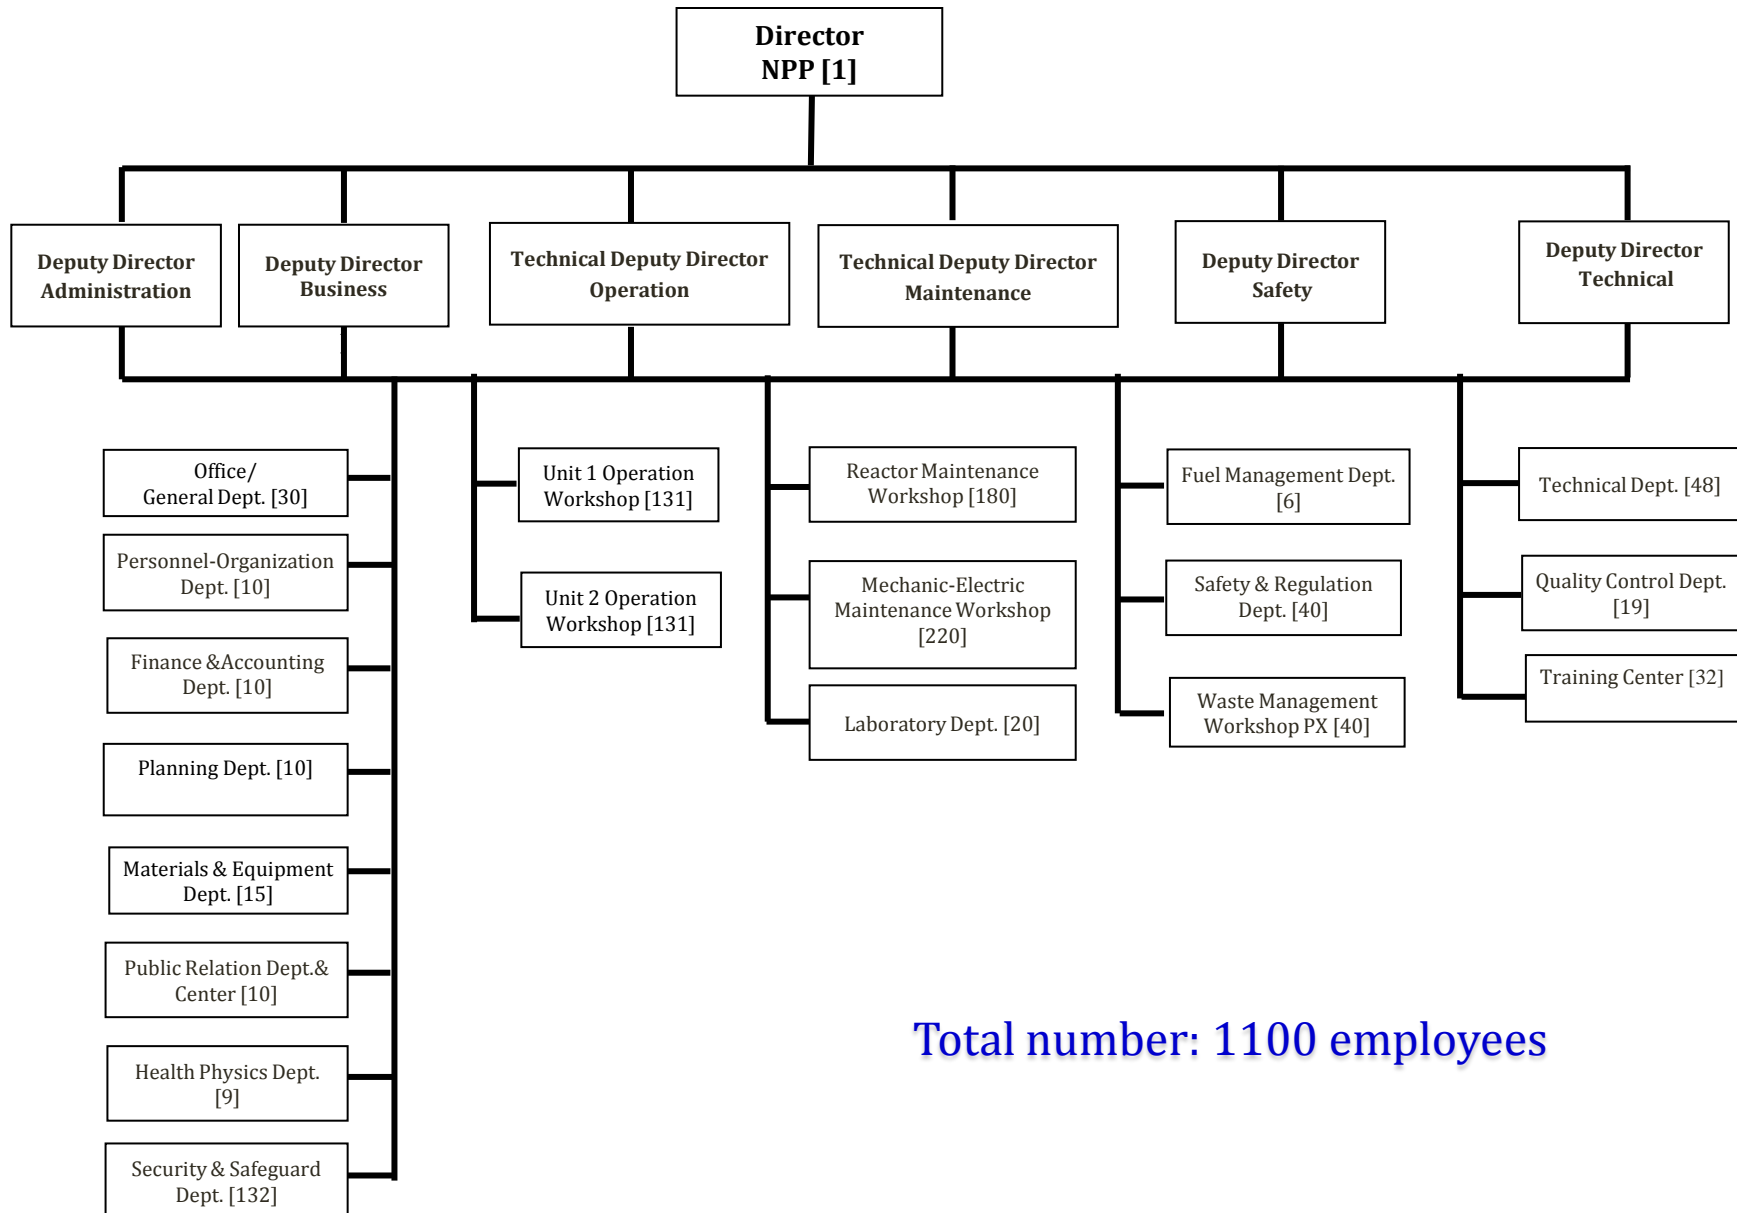 Director
NPP [1]
Deputy Director
Administration
Deputy Director
Business
Technical Deputy Director
Operation
Technical Deputy Director
Maintenance
Deputy Director
Safety
Deputy Director
Technical
Office/
General Dept. [30]
Personnel-Organization
Dept. [10]
Finance &Accounting
Dept. [10]
Planning Dept. [10]
Materials & Equipment
Dept. [15]
Public Relation Dept.&
Center [10]
Health Physics Dept.
[9]
Security & Safeguard
Dept. [132]
Unit 1 Operation
Workshop [131]
Unit 2 Operation
Workshop [131]
Reactor Maintenance
Workshop [180]
Mechanic-Electric
Maintenance Workshop
[220]
Laboratory Dept. [20]
Fuel Management Dept.
[6]
Safety & Regulation
Dept. [40]
Waste Management
Workshop PX [40]
Technical Dept. [48]
Quality Control Dept.
[19]
Training Center [32]
Total number: 1100 employees